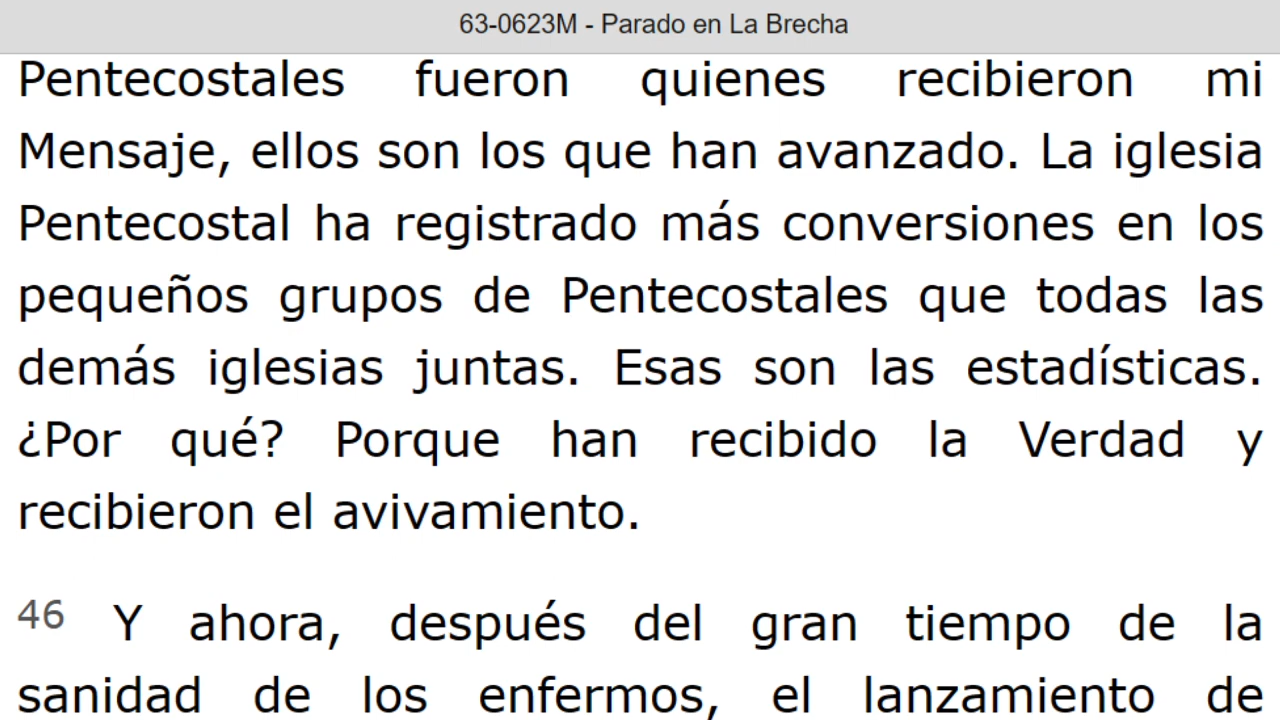 63-0623M - Parado en La Brecha
Pentecostales fueron quienes recibieron mi
Mensaje, ellos son los que han avanzado. La iglesia
Pentecostal ha registrado más conversiones en los
pequeños grupos de Pentecostales que todas las
demás iglesias juntas. Esas son las estadísticas.
¿Por qué? Porque han recibido la Verdad y
recibieron el avivamiento.
46 Y ahora, después del gran tiempo de la
sanidad de los enfermos, el lanzamiento de